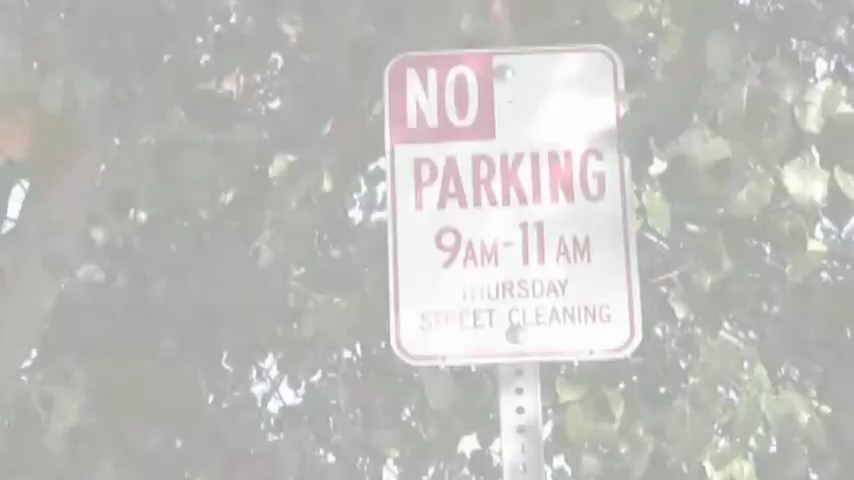 NO
PARKING
9AM-11AM
THURSDAY
STREET CLEANING